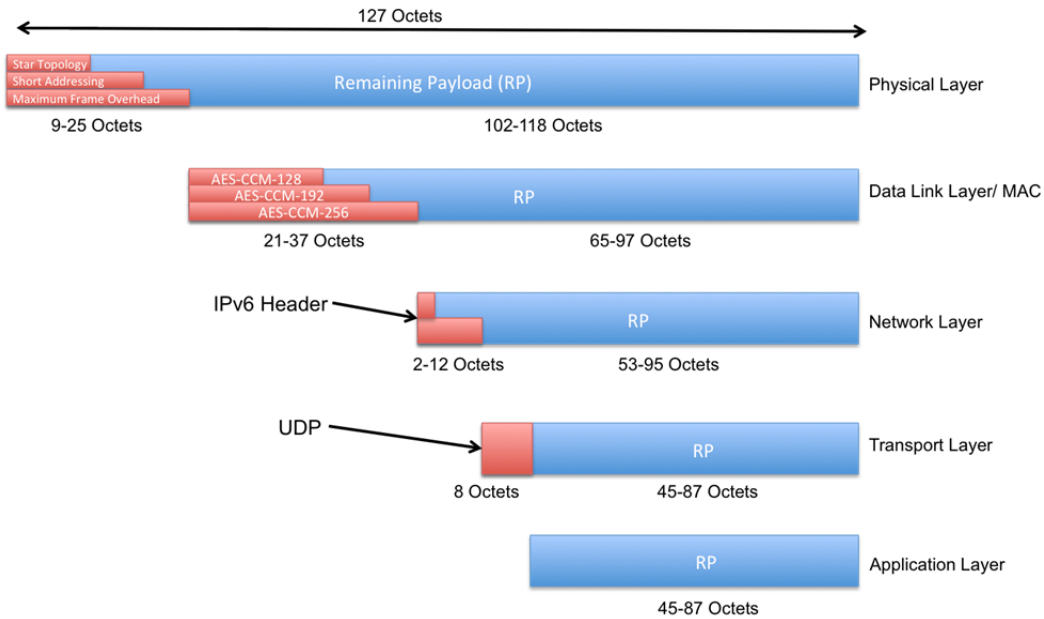 127 Octets
Star Topology
Short Addressing
Maximum Frame Overhead
Remaining Payload (RP)
Physical Layer
9-25 Octets
102-118 Octets
AES-CCM-128
AES-CCM-192
AES-CCM-256
RP
Data Link Layer/ MAC
21-37 Octets
65-97 Octets
IPv6 Header
RP
Network Layer
2-12 Octets
53-95 Octets
UDP
RP
Transport Layer
8 Octets
45-87 Octets
RP
Application Layer
45-87 Octets